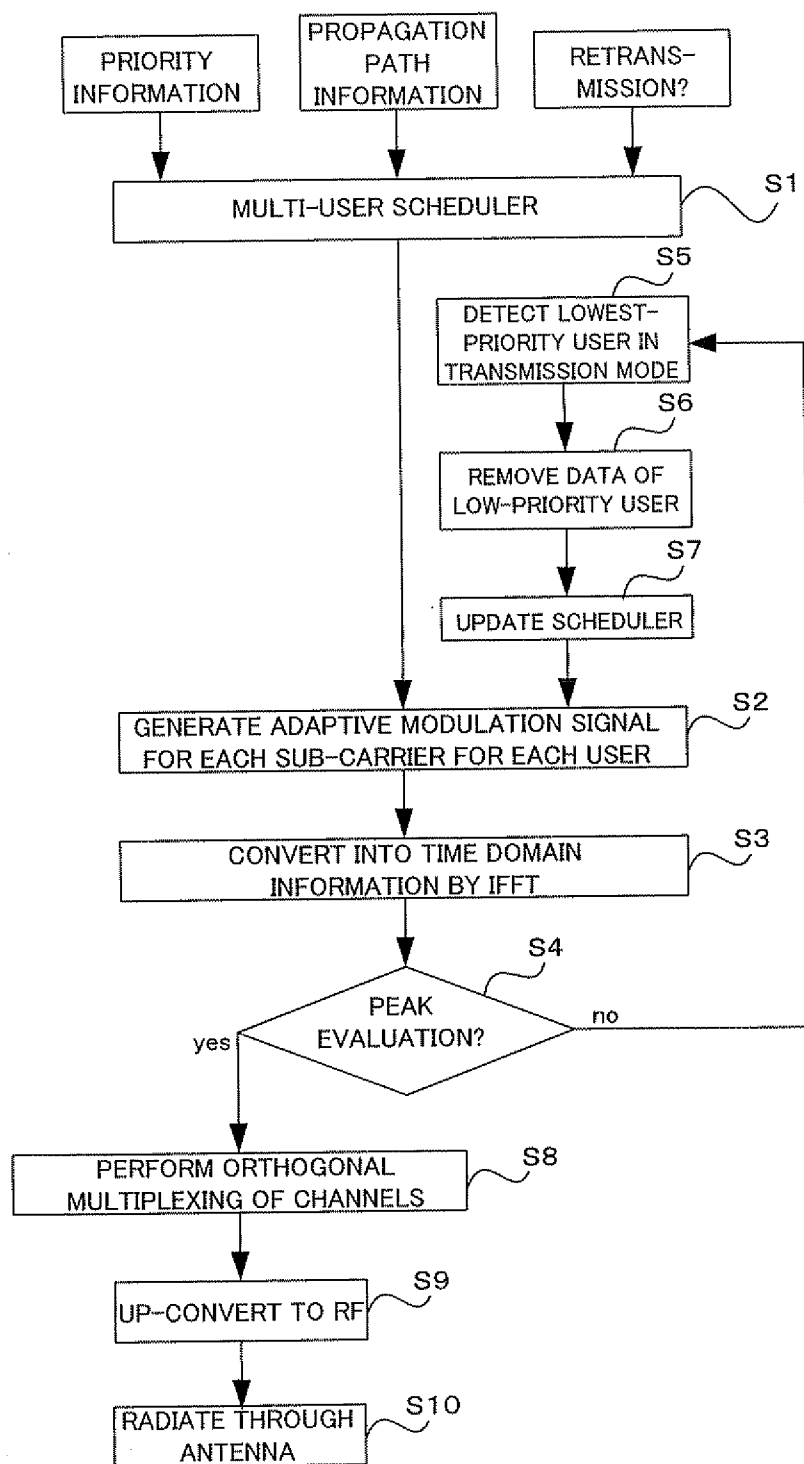 PRIORITY
INFORMATION
PROPAGATION
PATH
INFORMATION
RETRANS-
MISSION?
MULTI-USER SCHEDULER
S1
S5
DETECT LOWEST-
PRIORITY USER IN
TRANSMISSION MODE
S6
REMOVE DATA OF
LOW-PRIORITY USER
S7
UPDATE SCHEDULER
S2
GENERATE ADAPTIVE MODULATION SIGNAL
FOR EACH SUB-CARRIER FOR EACH USER
S3
CONVERT INTO TIME DOMAIN
INFORMATION BY IFFT
S4
PEAK
EVALUATION?
yes
no
S8
PERFORM ORTHOGONAL
MULTIPLEXING OF CHANNELS
S9
UP-CONVERT TO RF
S10
RADIATE THROUGH
ANTENNA